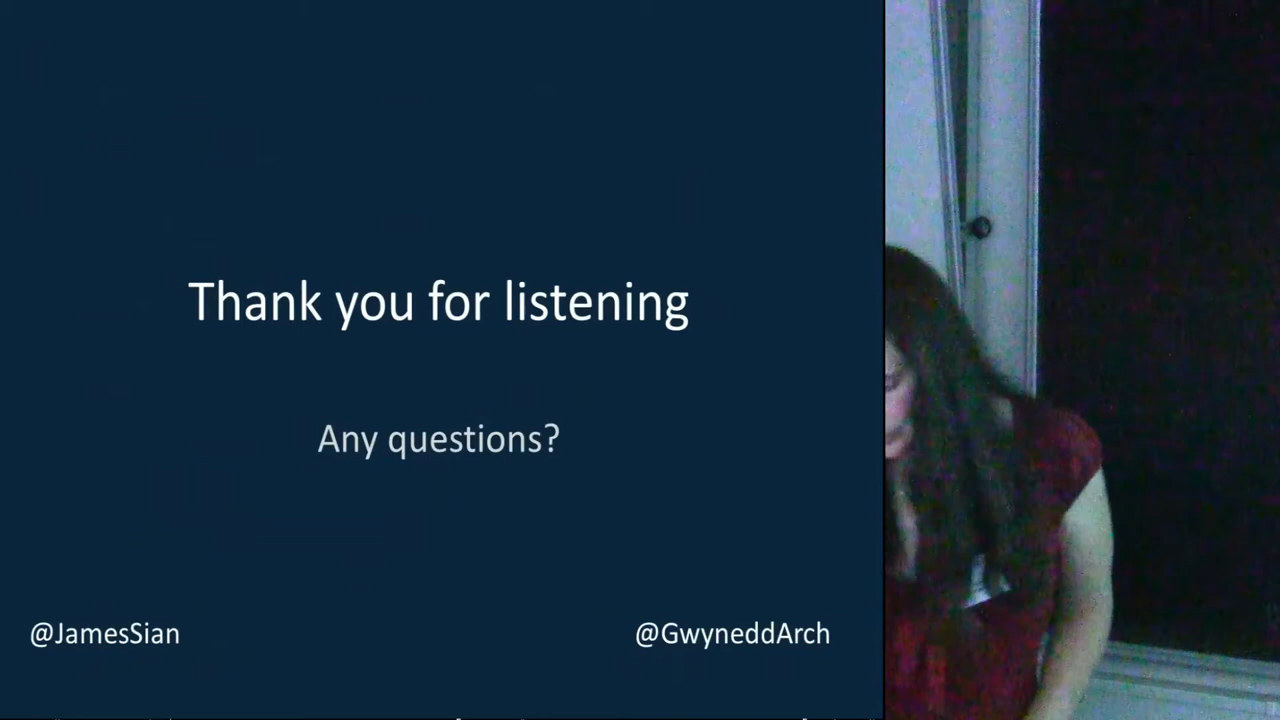 Thank you for listening
Any questions?
@JamesSian
@GwyneddArch